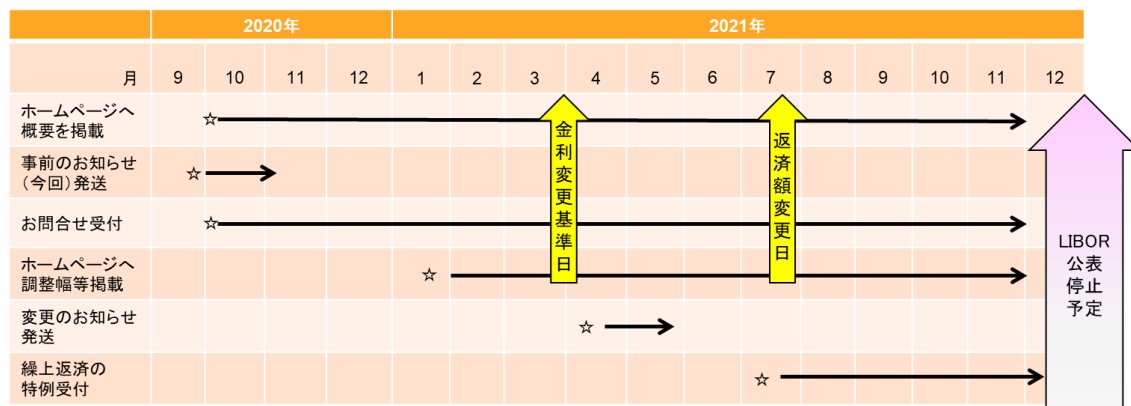 2020年 2021年
月 9 10 11 12 1 2 3 4 5 6 7 8 9 10 11 12
ホームページへ
概要を掲載
事前のお知らせ
(今回)発送
お問合せ受付
ホームページへ
調整幅等掲載
変更のお知らせ
発送
繰上返済の
特例受付
金利変更基準日
返済額変更日
LIBOR
公表
停止
予定